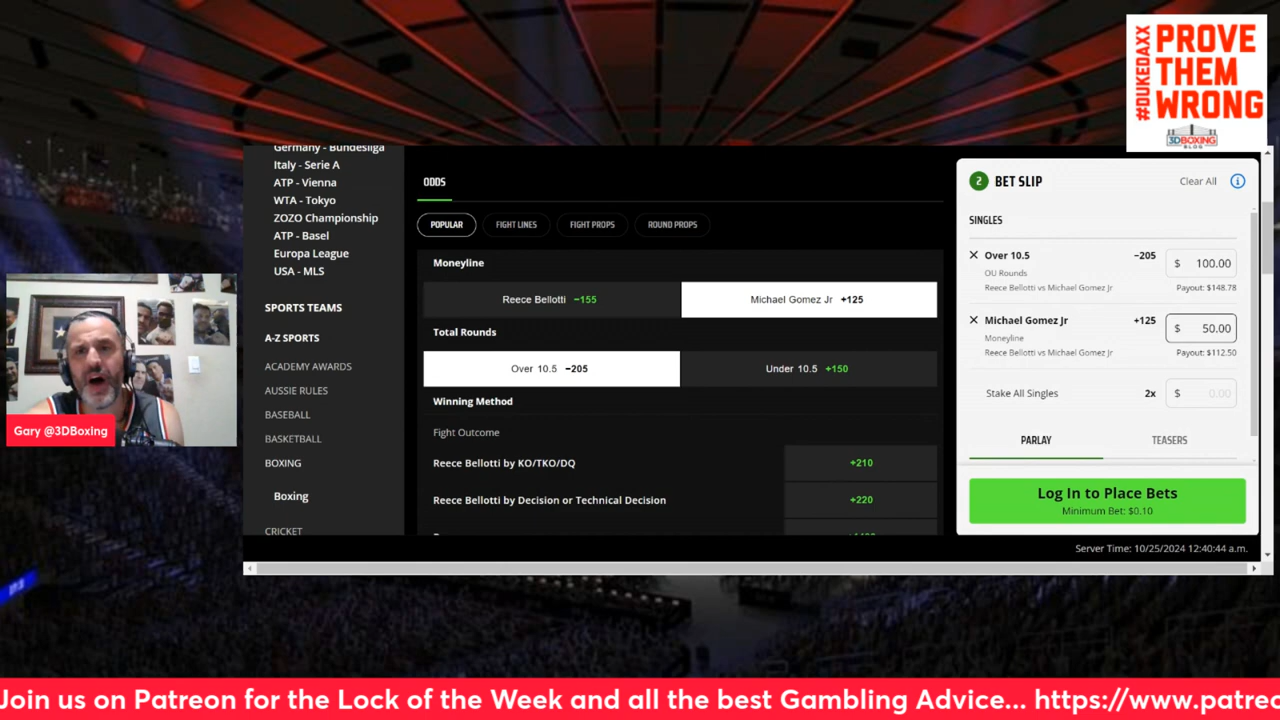 #DUKEDAXX
PROVE
THEM
WRONG
3DBOXING
BLOG
Germany - Bundesliga
Italy - Serie A
ATP - Vienna
WTA - Tokyo
ZOZO Championship
ATP - Basel
Europa League
USA - MLS
SPORTS TEAMS
A-Z SPORTS
ACADEMY AWARDS
AUSSIE RULES
BASEBALL
BASKETBALL
BOXING
Boxing
CRICKET
ODDS
POPULAR FIGHT LINES FIGHT PROPS ROUND PROPS
Moneyline
Reece Bellotti −155 Michael Gomez Jr +125
Total Rounds
Over 10.5 −205 Under 10.5 +150
Winning Method
Fight Outcome
Reece Bellotti by KO/TKO/DQ +210
Reece Bellotti by Decision or Technical Decision +220
2 BET SLIP Clear All
SINGLES
Over 10.5 −205 $ 100.00
OU Rounds
Reece Bellotti vs Michael Gomez Jr Payout: $148.78
Michael Gomez Jr +125 $ 50.00
Moneyline
Reece Bellotti vs Michael Gomez Jr Payout: $112.50
Stake All Singles 2x $ 0.00
PARLAY TEASERS
Log In to Place Bets
Minimum Bet: $0.10
Server Time: 10/25/2024 12:40:44 a.m.
Gary @3DBoxing
Join us on Patreon for the Lock of the Week and all the best Gambling Advice... https://www.patreo